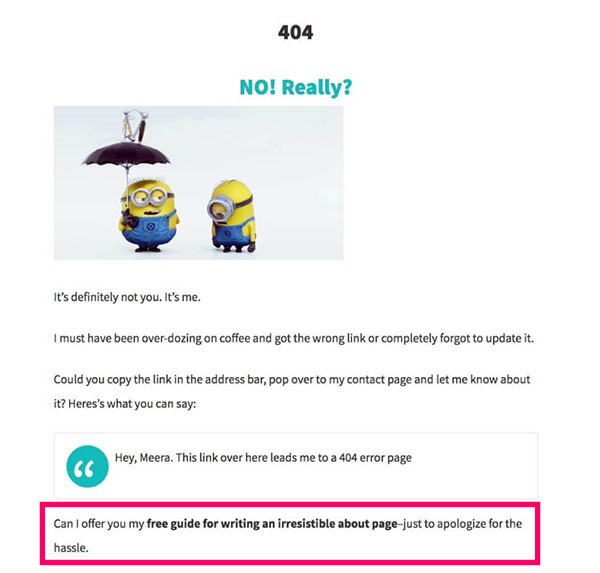 404
NO! Really?
It's definitely not you. It's me.
I must have been over-dozing on coffee and got the wrong link or completely forgot to update it.
Could you copy the link in the address bar, pop over to my contact page and let me know about
it? Heres's what you can say:
Hey, Meera. This link over here leads me to a 404 error page
Can I offer you my free guide for writing an irresistible about page–just to apologize for the
hassle.